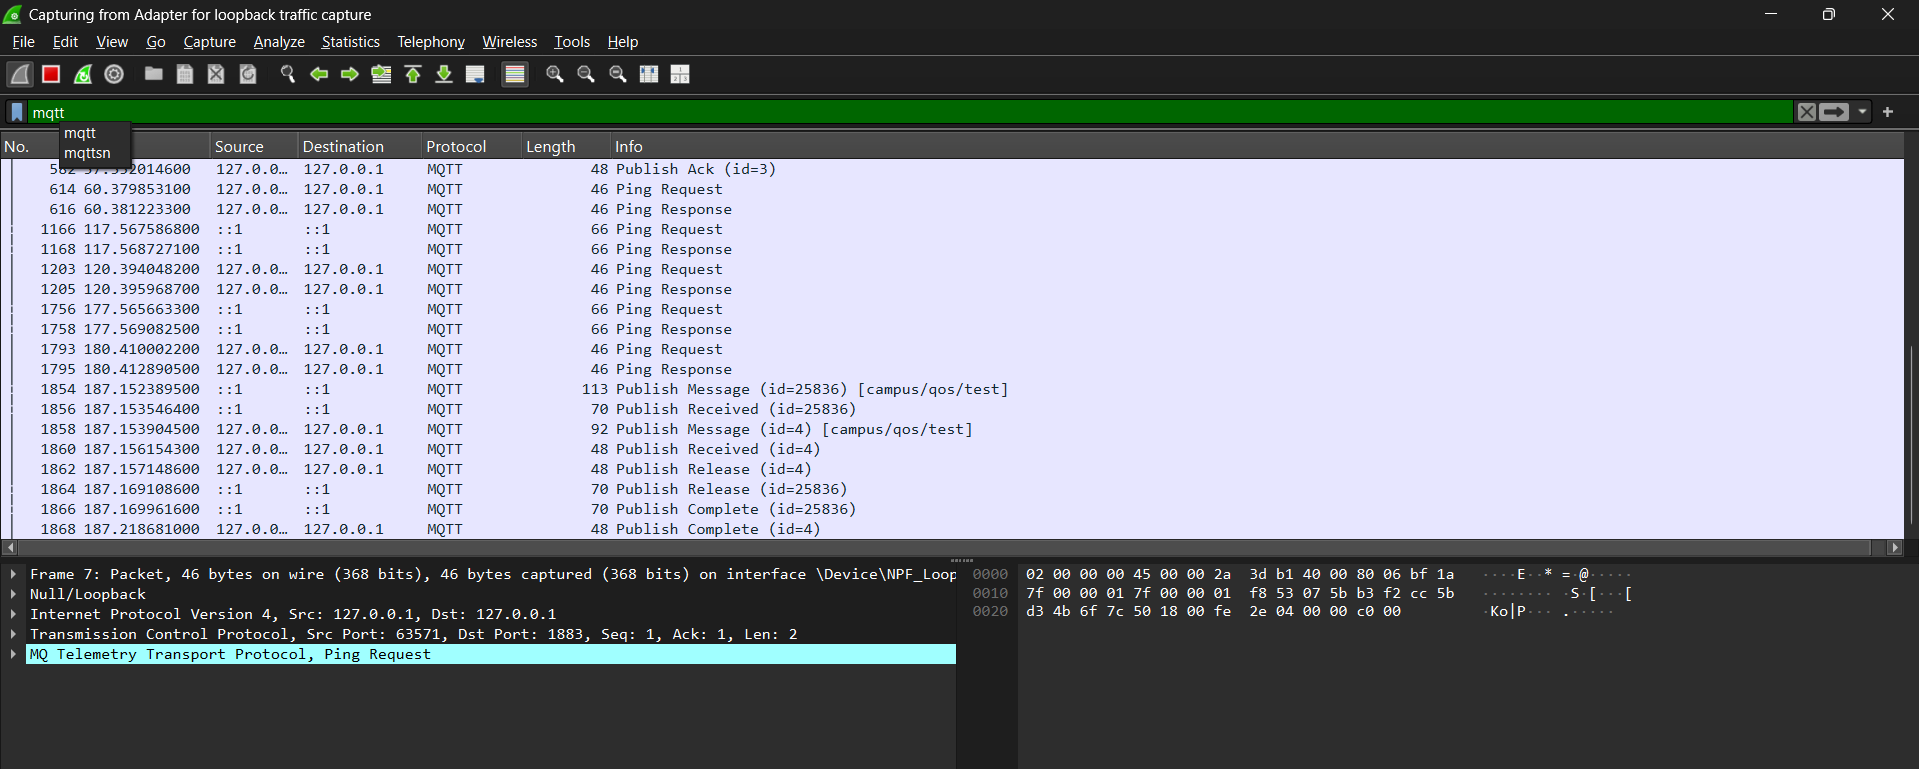 Capturing from Adapter for loopback traffic capture
File Edit View Go Capture Analyze Statistics Telephony Wireless Tools Help
mqtt
mqtt
mqttsn
No. Source Destination Protocol Length Info
582 57.552014600 127.0.0… 127.0.0.1 MQTT 48 Publish Ack (id=3)
614 60.379853100 127.0.0… 127.0.0.1 MQTT 46 Ping Request
616 60.381223300 127.0.0… 127.0.0.1 MQTT 46 Ping Response
1166 117.567586800 ::1 ::1 MQTT 66 Ping Request
1168 117.568727100 ::1 ::1 MQTT 66 Ping Response
1203 120.394048200 127.0.0… 127.0.0.1 MQTT 46 Ping Request
1205 120.395968700 127.0.0… 127.0.0.1 MQTT 46 Ping Response
1756 177.565663300 ::1 ::1 MQTT 66 Ping Request
1758 177.569082500 ::1 ::1 MQTT 66 Ping Response
1793 180.410002200 127.0.0… 127.0.0.1 MQTT 46 Ping Request
1795 180.412890500 127.0.0… 127.0.0.1 MQTT 46 Ping Response
1854 187.152389500 ::1 ::1 MQTT 113 Publish Message (id=25836) [campus/qos/test]
1856 187.153546400 ::1 ::1 MQTT 70 Publish Received (id=25836)
1858 187.153904500 127.0.0… 127.0.0.1 MQTT 92 Publish Message (id=4) [campus/qos/test]
1860 187.156154300 127.0.0… 127.0.0.1 MQTT 48 Publish Received (id=4)
1862 187.157148600 127.0.0… 127.0.0.1 MQTT 48 Publish Release (id=4)
1864 187.169108600 ::1 ::1 MQTT 70 Publish Release (id=25836)
1866 187.169961600 ::1 ::1 MQTT 70 Publish Complete (id=25836)
1868 187.218681000 127.0.0… 127.0.0.1 MQTT 48 Publish Complete (id=4)
Frame 7: Packet, 46 bytes on wire (368 bits), 46 bytes captured (368 bits) on interface \Device\NPF_Loop
Null/Loopback
Internet Protocol Version 4, Src: 127.0.0.1, Dst: 127.0.0.1
Transmission Control Protocol, Src Port: 63571, Dst Port: 1883, Seq: 1, Ack: 1, Len: 2
MQ Telemetry Transport Protocol, Ping Request
0000 02 00 00 00 45 00 00 2a 3d b1 40 00 80 06 bf 1a ····E··* =·@·····
0010 7f 00 00 01 7f 00 00 01 f8 53 07 5b b3 f2 cc 5b ········ ·S·[···[
0020 d3 4b 6f 7c 50 18 00 fe 2e 04 00 00 c0 00 ·Ko|P··· .·····